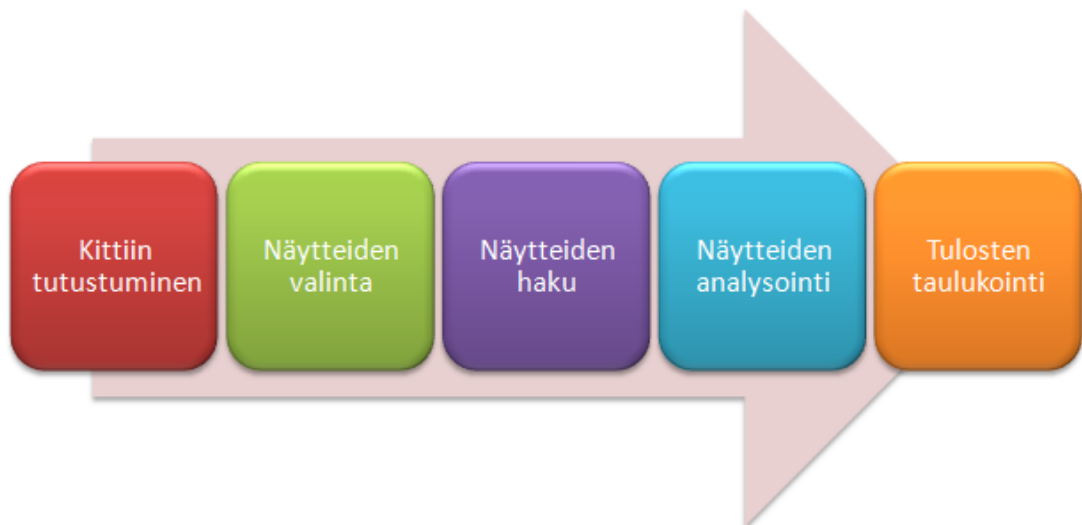 Kittiin
tutustuminen
Näytteiden
valinta
Näytteiden
haku
Näytteiden
analysointi
Tulosten
taulukointi